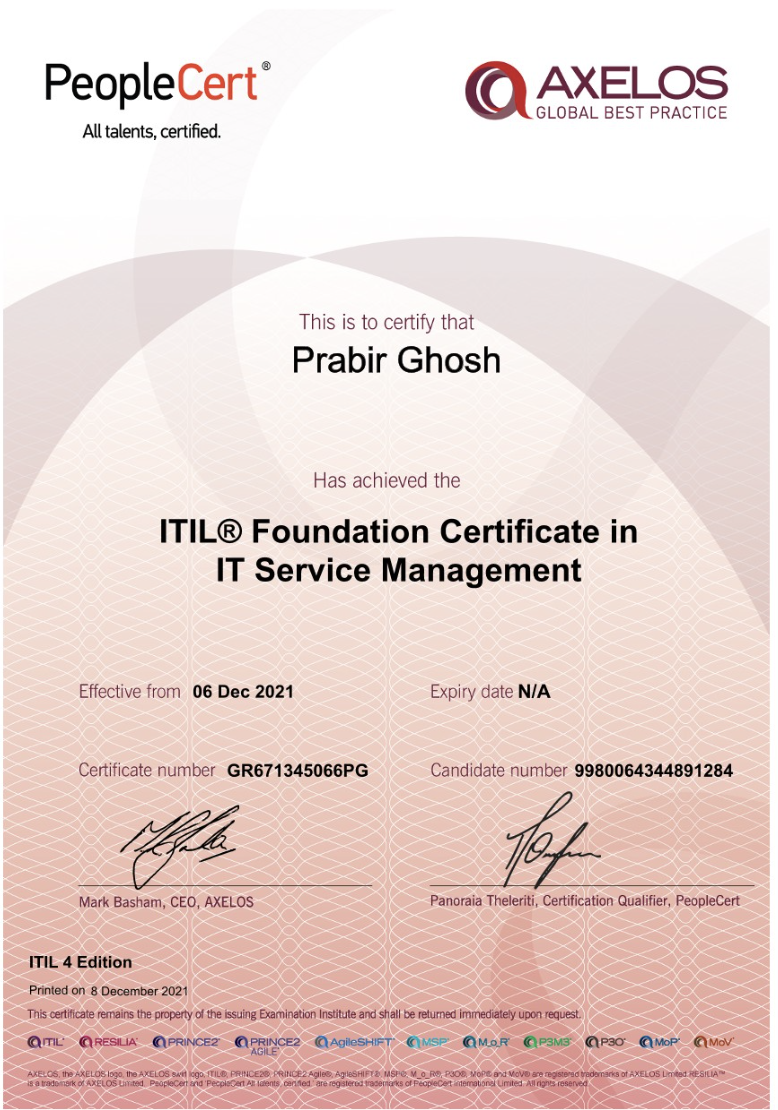 PeopleCert®
All talents, certified.
AXELOS
GLOBAL BEST PRACTICE
This is to certify that
Prabir Ghosh
Has achieved the
ITIL® Foundation Certificate in
IT Service Management
Effective from 06 Dec 2021
Expiry date N/A
Certificate number GR671345066PG
Candidate number 9980064344891284
Mark Basham, CEO, AXELOS
Panoraia Theleriti, Certification Qualifier, PeopleCert
ITIL 4 Edition
Printed on 8 December 2021
This certificate remains the property of the issuing Examination Institute and shall be returned immediately upon request.
ITIL® RESILIA™ PRINCE2® PRINCE2 AGILE® AgileSHIFT® MSP® M_o_R® P3M3® P3O® MoP® MoV®
AXELOS, the AXELOS logo, the AXELOS swirl logo, ITIL®, PRINCE2®, PRINCE2 Agile®, AgileSHIFT®, MSP®, M_o_R®, P3O®, MoP® and MoV® are registered trademarks of AXELOS Limited. RESILIA™
is a trademark of AXELOS Limited. PeopleCert and "PeopleCert All talents, certified." are registered trademarks of PeopleCert International Limited. All rights reserved.